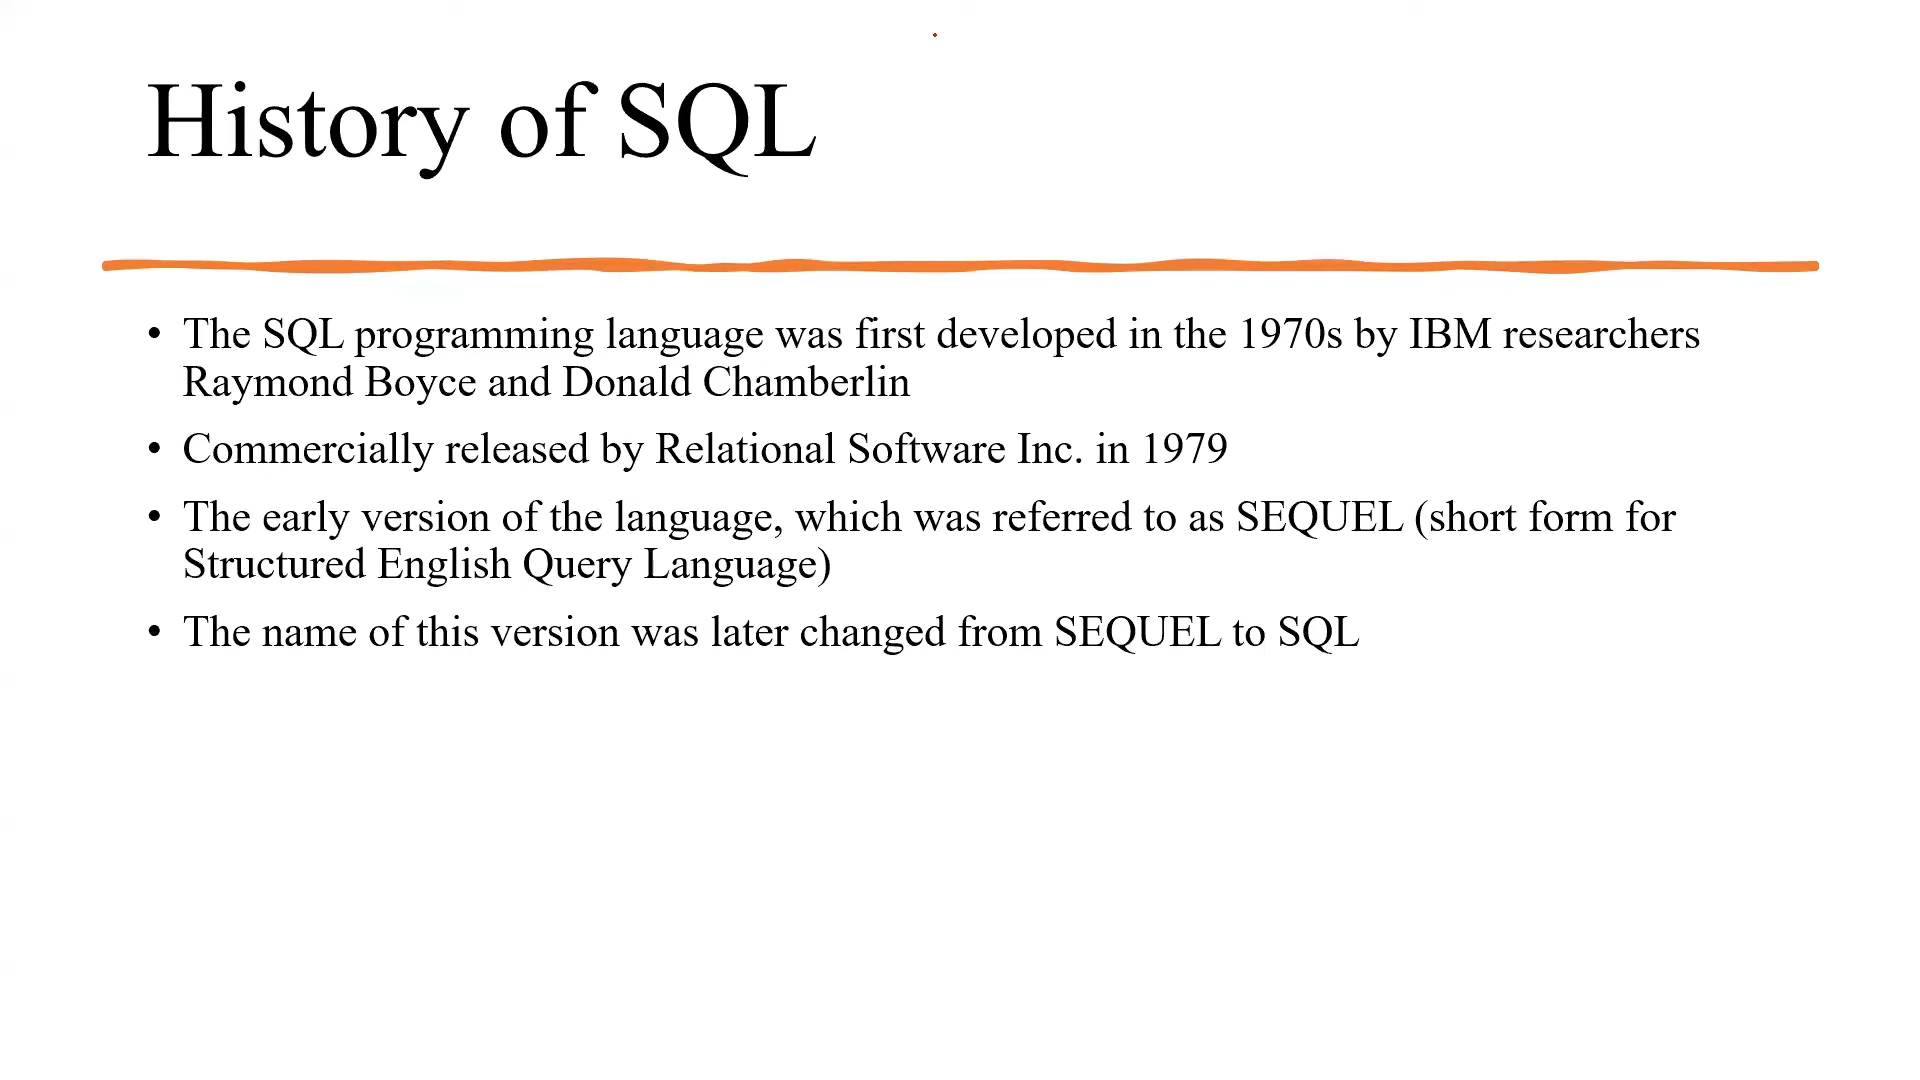 History of SQL
• The SQL programming language was first developed in the 1970s by IBM researchers
Raymond Boyce and Donald Chamberlin
• Commercially released by Relational Software Inc. in 1979
• The early version of the language, which was referred to as SEQUEL (short form for
Structured English Query Language)
• The name of this version was later changed from SEQUEL to SQL